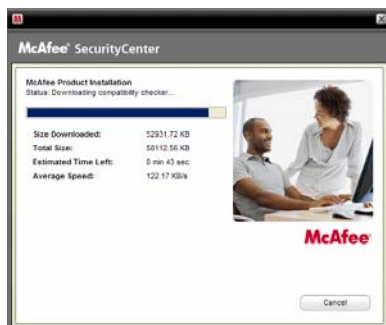 McAfee SecurityCenter
McAfee Product Installation
Status: Downloading compatibility checker...
Size Downloaded: 52931.72 KB
Total Size: 58112.56 KB
Estimated Time Left: 0 min 43 sec
Average Speed: 122.17 KB/s
McAfee
Cancel